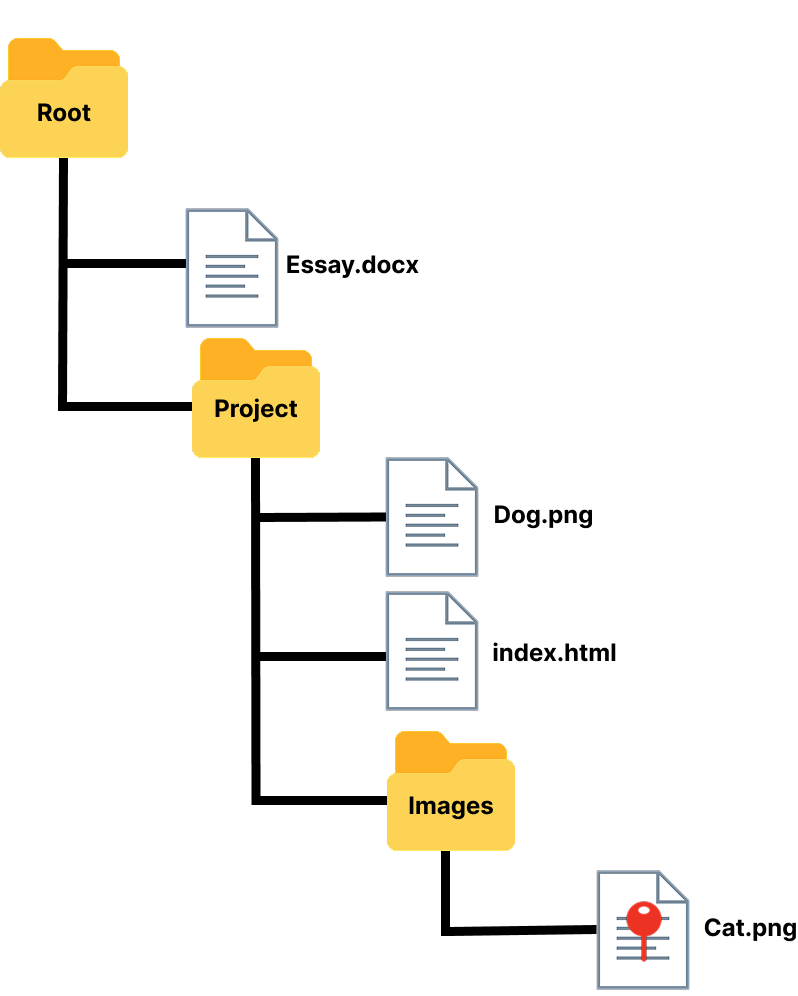 Root
Essay.docx
Project
Dog.png
index.html
Images
Cat.png